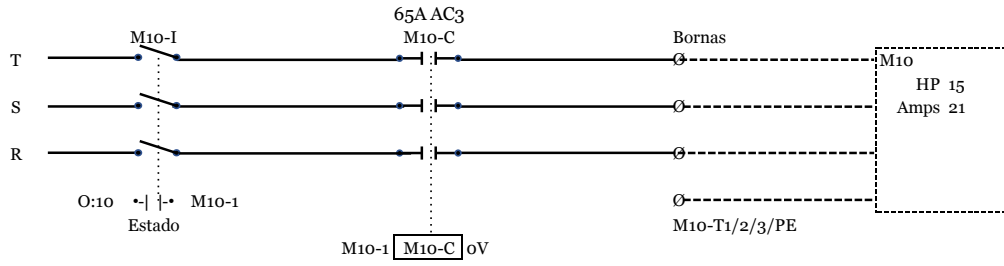 65A AC3
M10-I
M10-C
Bornas
T
M10
HP 15
Amps 21
S
R
O:10
M10-1
Estado
M10-T1/2/3/PE
M10-1 M10-C 0V